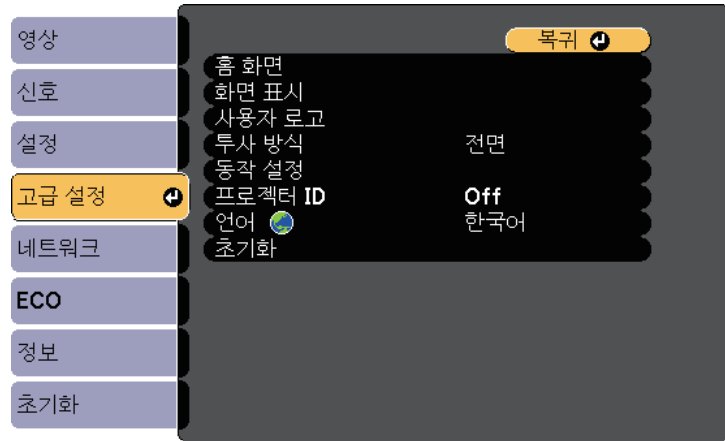 영상
신호
설정
고급 설정
네트워크
ECO
정보
초기화
복귀
홈 화면
화면 표시
사용자 로고
투사 방식 전면
동작 설정
프로젝터 ID Off
언어 한국어
초기화